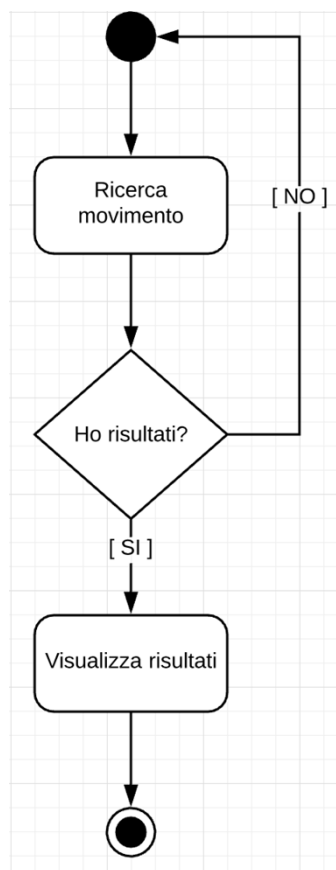 Ricerca
movimento
[ NO ]
Ho risultati?
[ SI ]
Visualizza risultati